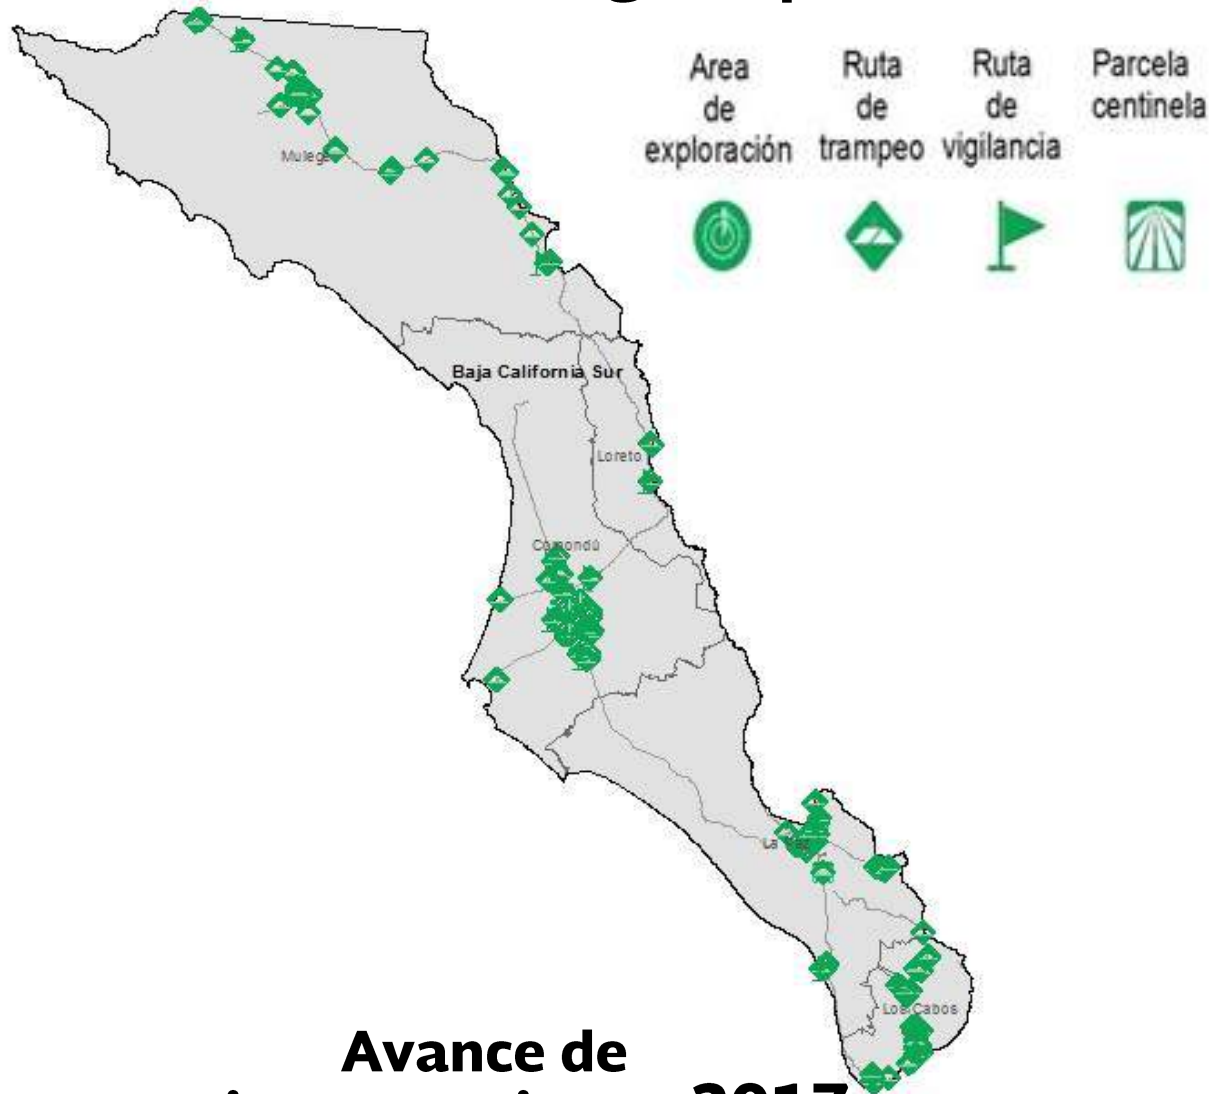 Area
de
exploración
Ruta
de
trampeo
Ruta
de
vigilancia
Parcela
centinela
Mulegé
Baja California Sur
Loreto
Comondú
La Paz
Los Cabos
Avance de
2017